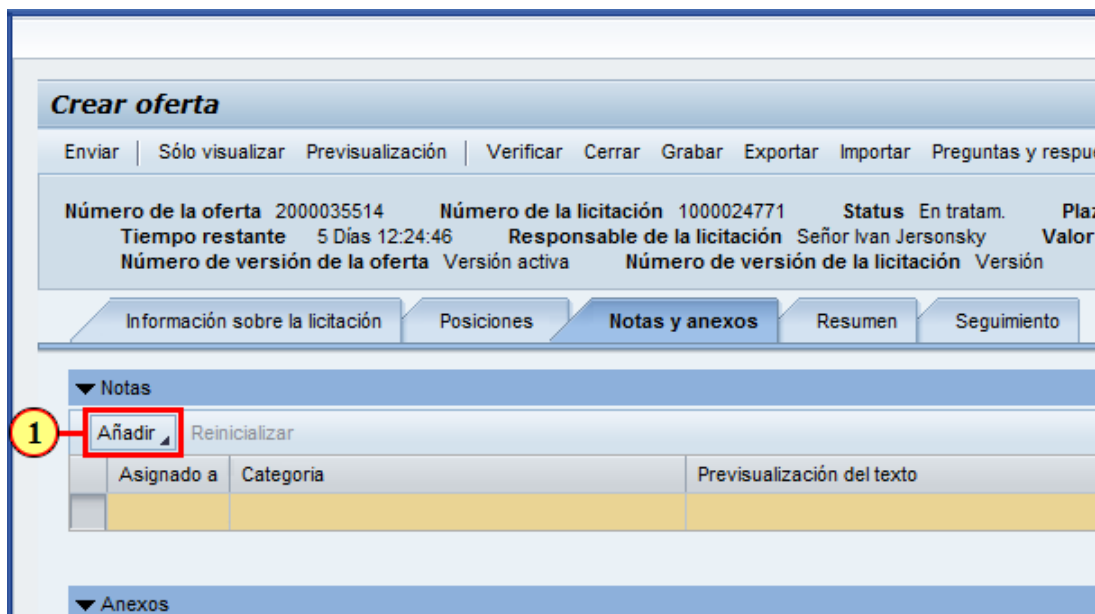 Crear oferta
Enviar Sólo visualizar Previsualización Verificar Cerrar Grabar Exportar Importar Preguntas y
Número de la oferta 2000035514 Número de la licitación 1000024771 Status En tratam.
Tiempo restante 5 Días 12:24:46 Responsable de la licitación Señor Ivan Jersonsky Valor
Número de versión de la oferta Versión activa Número de versión de la licitación Versión
Información sobre la licitación Posiciones Notas y anexos Resumen Seguimiento
Notas
1 Añadir Reinicializar
Asignado a Categoria Previsualización del texto
Anexos